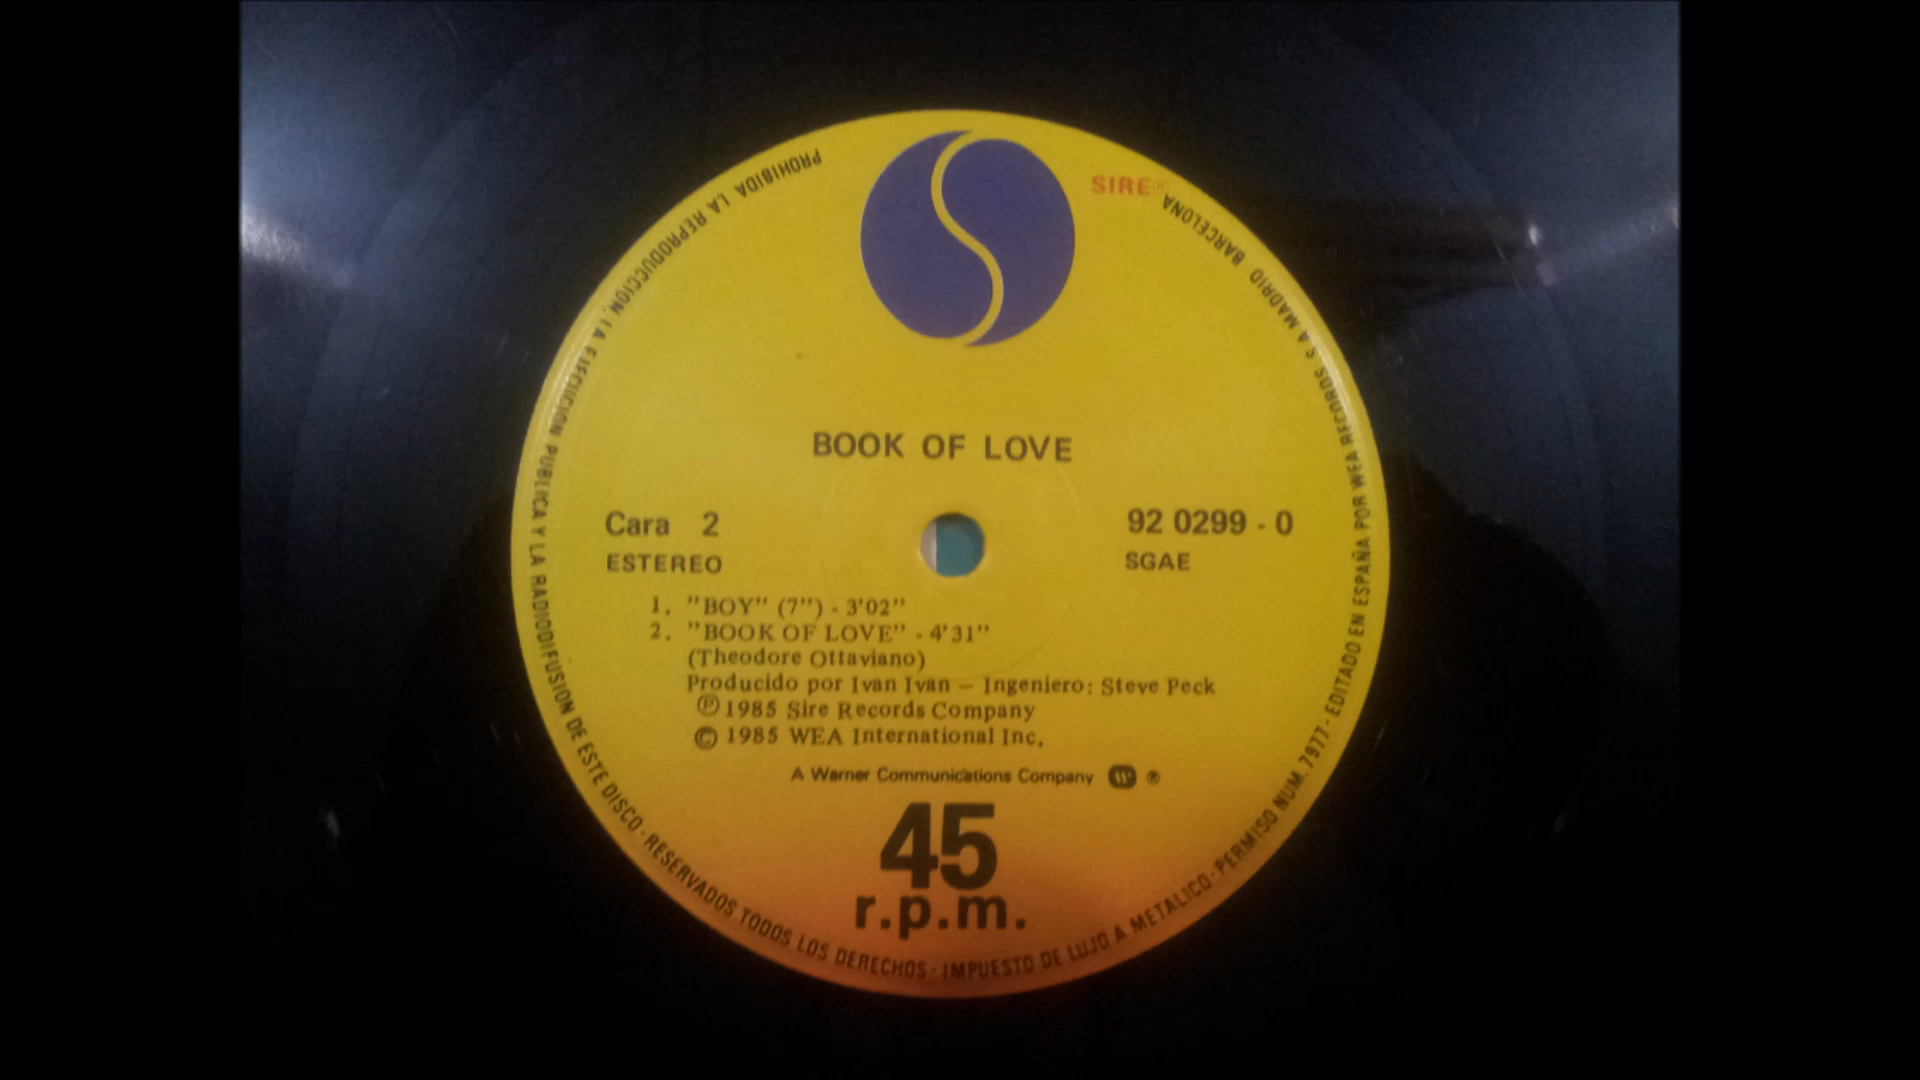 SIRE®
BOOK OF LOVE
Cara 2
ESTEREO
92 0299 - 0
SGAE
1. "BOY" (7") - 3'02"
2. "BOOK OF LOVE" - 4'31"
(Theodore Ottaviano)
Producido por Ivan Ivan — Ingeniero: Steve Peck
℗ 1985 Sire Records Company
© 1985 WEA International Inc.
A Warner Communications Company ®
45
r.p.m.
PROHIBIDA LA REPRODUCCION, LA EJECUCION PUBLICA Y LA RADIODIFUSION DE ESTE DISCO - RESERVADOS TODOS LOS DERECHOS - IMPUESTO DE LUJO A METALICO - PERMISO NUM. 7977 - EDITADO EN ESPAÑA POR WEA RECORDS S A MADRID BARCELONA